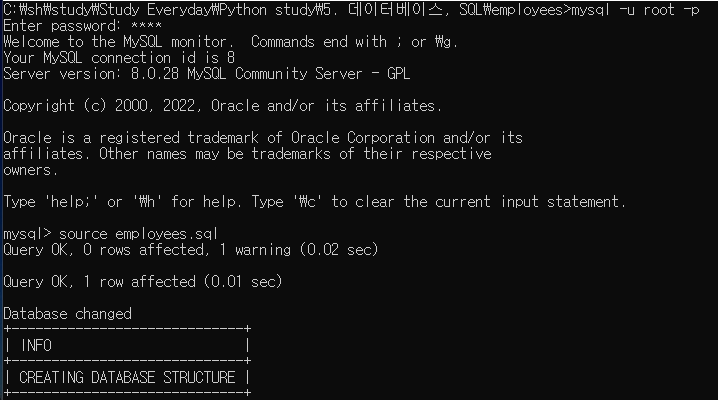 C:₩sh₩study₩Study Everyday₩Python study₩5. 데이터베이스, SQL₩employees>mysql -u root -p
Enter password: ****
Welcome to the MySQL monitor.  Commands end with ; or ₩g.
Your MySQL connection id is 8
Server version: 8.0.28 MySQL Community Server - GPL
Copyright (c) 2000, 2022, Oracle and/or its affiliates.
Oracle is a registered trademark of Oracle Corporation and/or its
affiliates. Other names may be trademarks of their respective
owners.
Type 'help;' or '₩h' for help. Type '₩c' to clear the current input statement.
mysql> source employees.sql
Query OK, 0 rows affected, 1 warning (0.02 sec)
Query OK, 1 row affected (0.01 sec)
Database changed
+-----------------------------+
| INFO                        |
+-----------------------------+
| CREATING DATABASE STRUCTURE |
+-----------------------------+